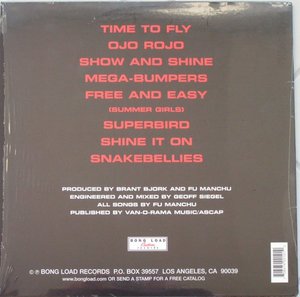 TIME TO FLY
OJO ROJO
SHOW AND SHINE
MEGA-BUMPERS
FREE AND EASY
(SUMMER GIRLS)
SUPERBIRD
SHINE IT ON
SNAKEBELLIES
PRODUCED BY BRANT BJORK AND FU MANCHU
ENGINEERED AND MIXED BY GEOFF SIEGEL
ALL SONGS BY FU MANCHU
PUBLISHED BY VAN-D-RAMA MUSIC/ASCAP
BONG LOAD
Custom
RECORDS
© ℗ BONG LOAD RECORDS P.O. BOX 39557 LOS ANGELES, CA 90039
www.bongload.com OR SEND A STAMP FOR A FREE CATALOG